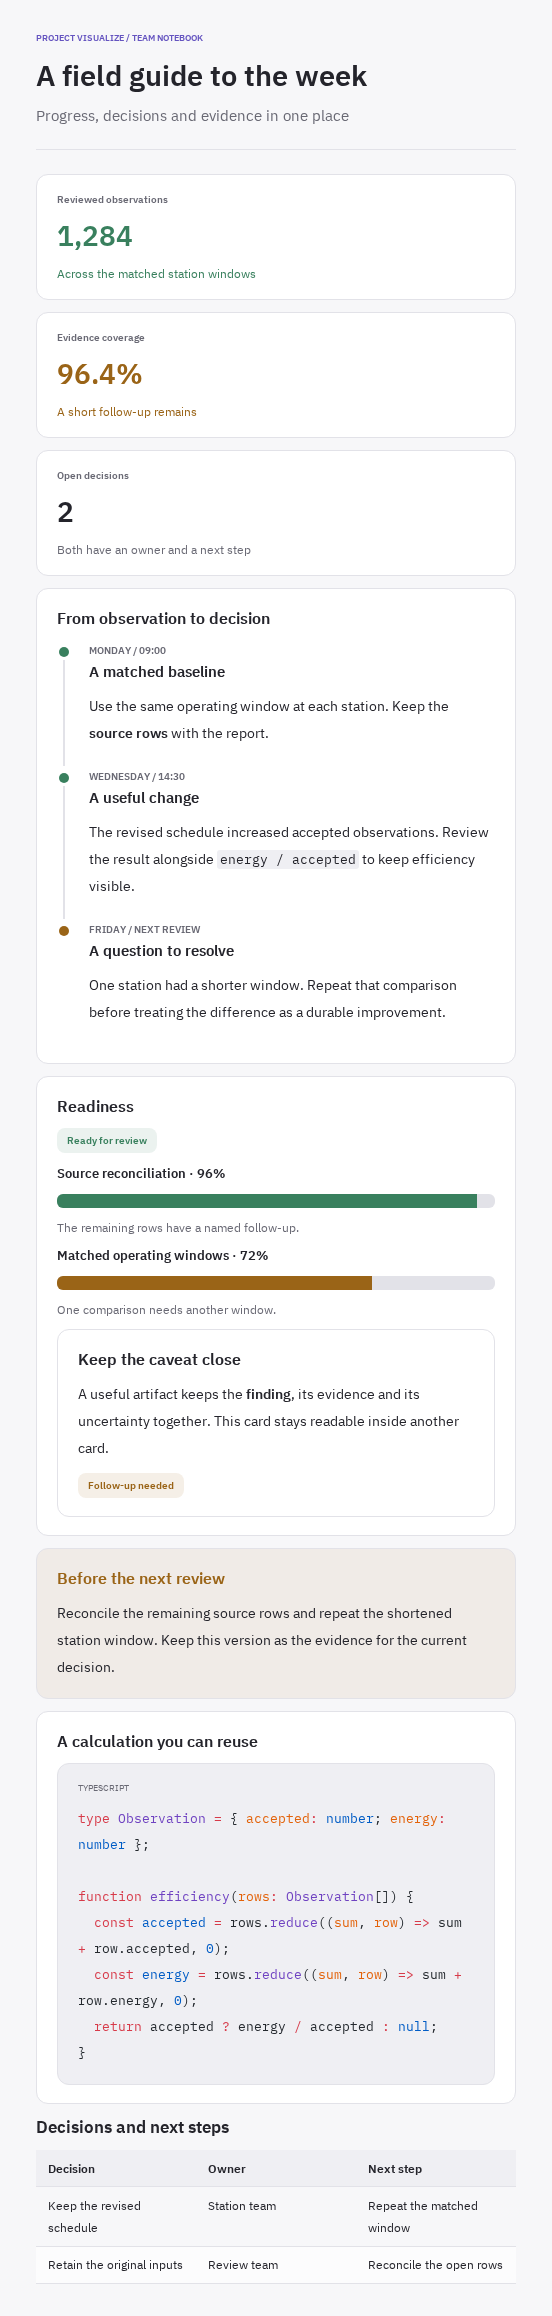 PROJECT VISUALIZE / TEAM NOTEBOOK
A field guide to the week
Progress, decisions and evidence in one place
Reviewed observations
1,284
Across the matched station windows
Evidence coverage
96.4%
A short follow-up remains
Open decisions
2
Both have an owner and a next step
From observation to decision
MONDAY / 09:00
A matched baseline
Use the same operating window at each station. Keep the
source rows with the report.
WEDNESDAY / 14:30
A useful change
The revised schedule increased accepted observations. Review
the result alongside energy / accepted to keep efficiency
visible.
FRIDAY / NEXT REVIEW
A question to resolve
One station had a shorter window. Repeat that comparison
before treating the difference as a durable improvement.
Readiness
Ready for review
Source reconciliation · 96%
The remaining rows have a named follow-up.
Matched operating windows · 72%
One comparison needs another window.
Keep the caveat close
A useful artifact keeps the finding, its evidence and its
uncertainty together. This card stays readable inside another
card.
Follow-up needed
Before the next review
Reconcile the remaining source rows and repeat the shortened
station window. Keep this version as the evidence for the current
decision.
A calculation you can reuse
TYPESCRIPT
type Observation = { accepted: number; energy:
number };
function efficiency(rows: Observation[]) {
  const accepted = rows.reduce((sum, row) => sum
+ row.accepted, 0);
  const energy = rows.reduce((sum, row) => sum +
row.energy, 0);
  return accepted ? energy / accepted : null;
}
Decisions and next steps
Decision Owner Next step
Keep the revised Station team Repeat the matched
schedule window
Retain the original inputs Review team Reconcile the open rows